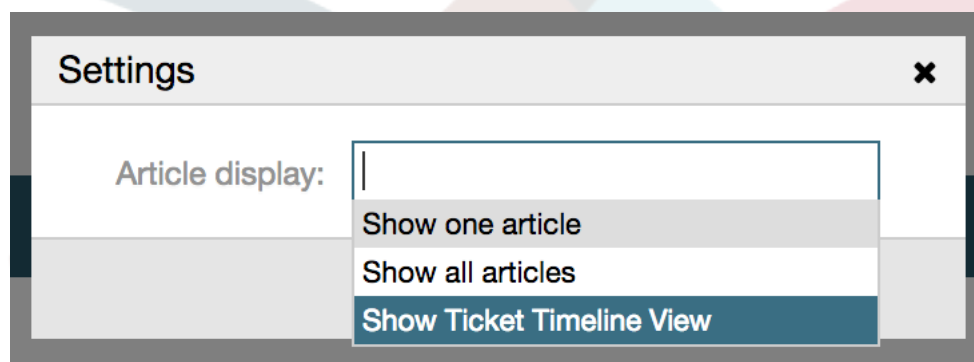 Settings
Article display:
Show one article
Show all articles
Show Ticket Timeline View